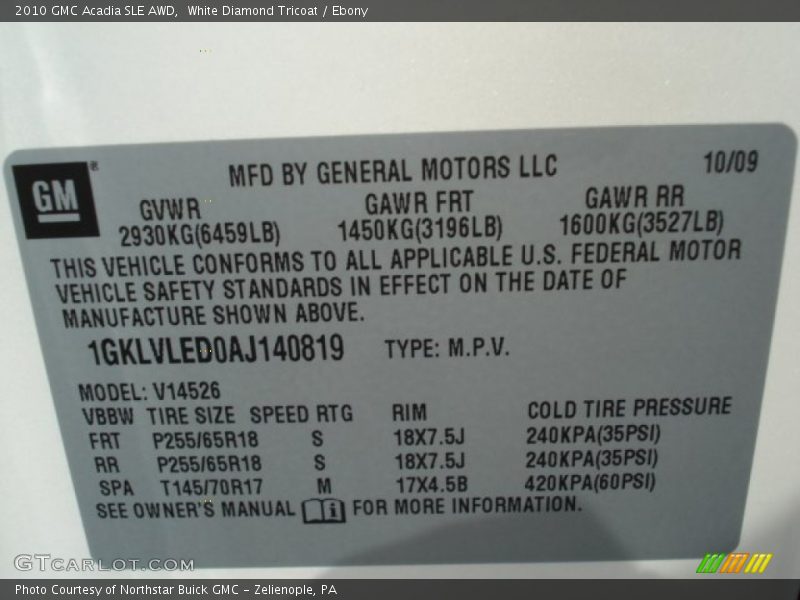 2010 GMC Acadia SLE AWD, White Diamond Tricoat / Ebony
GM
MFD BY GENERAL MOTORS LLC 10/09
GVWR GAWR FRT GAWR RR
2930KG(6459LB) 1450KG(3196LB) 1600KG(3527LB)
THIS VEHICLE CONFORMS TO ALL APPLICABLE U.S. FEDERAL MOTOR
VEHICLE SAFETY STANDARDS IN EFFECT ON THE DATE OF
MANUFACTURE SHOWN ABOVE.
1GKLVLED0AJ140819 TYPE: M.P.V.
MODEL: V14526
VBBW TIRE SIZE SPEED RTG RIM COLD TIRE PRESSURE
FRT P255/65R18 S 18X7.5J 240KPA(35PSI)
RR P255/65R18 S 18X7.5J 240KPA(35PSI)
SPA T145/70R17 M 17X4.5B 420KPA(60PSI)
SEE OWNER'S MANUAL i FOR MORE INFORMATION.
GTcarlot.com
Photo Courtesy of Northstar Buick GMC - Zelienople, PA